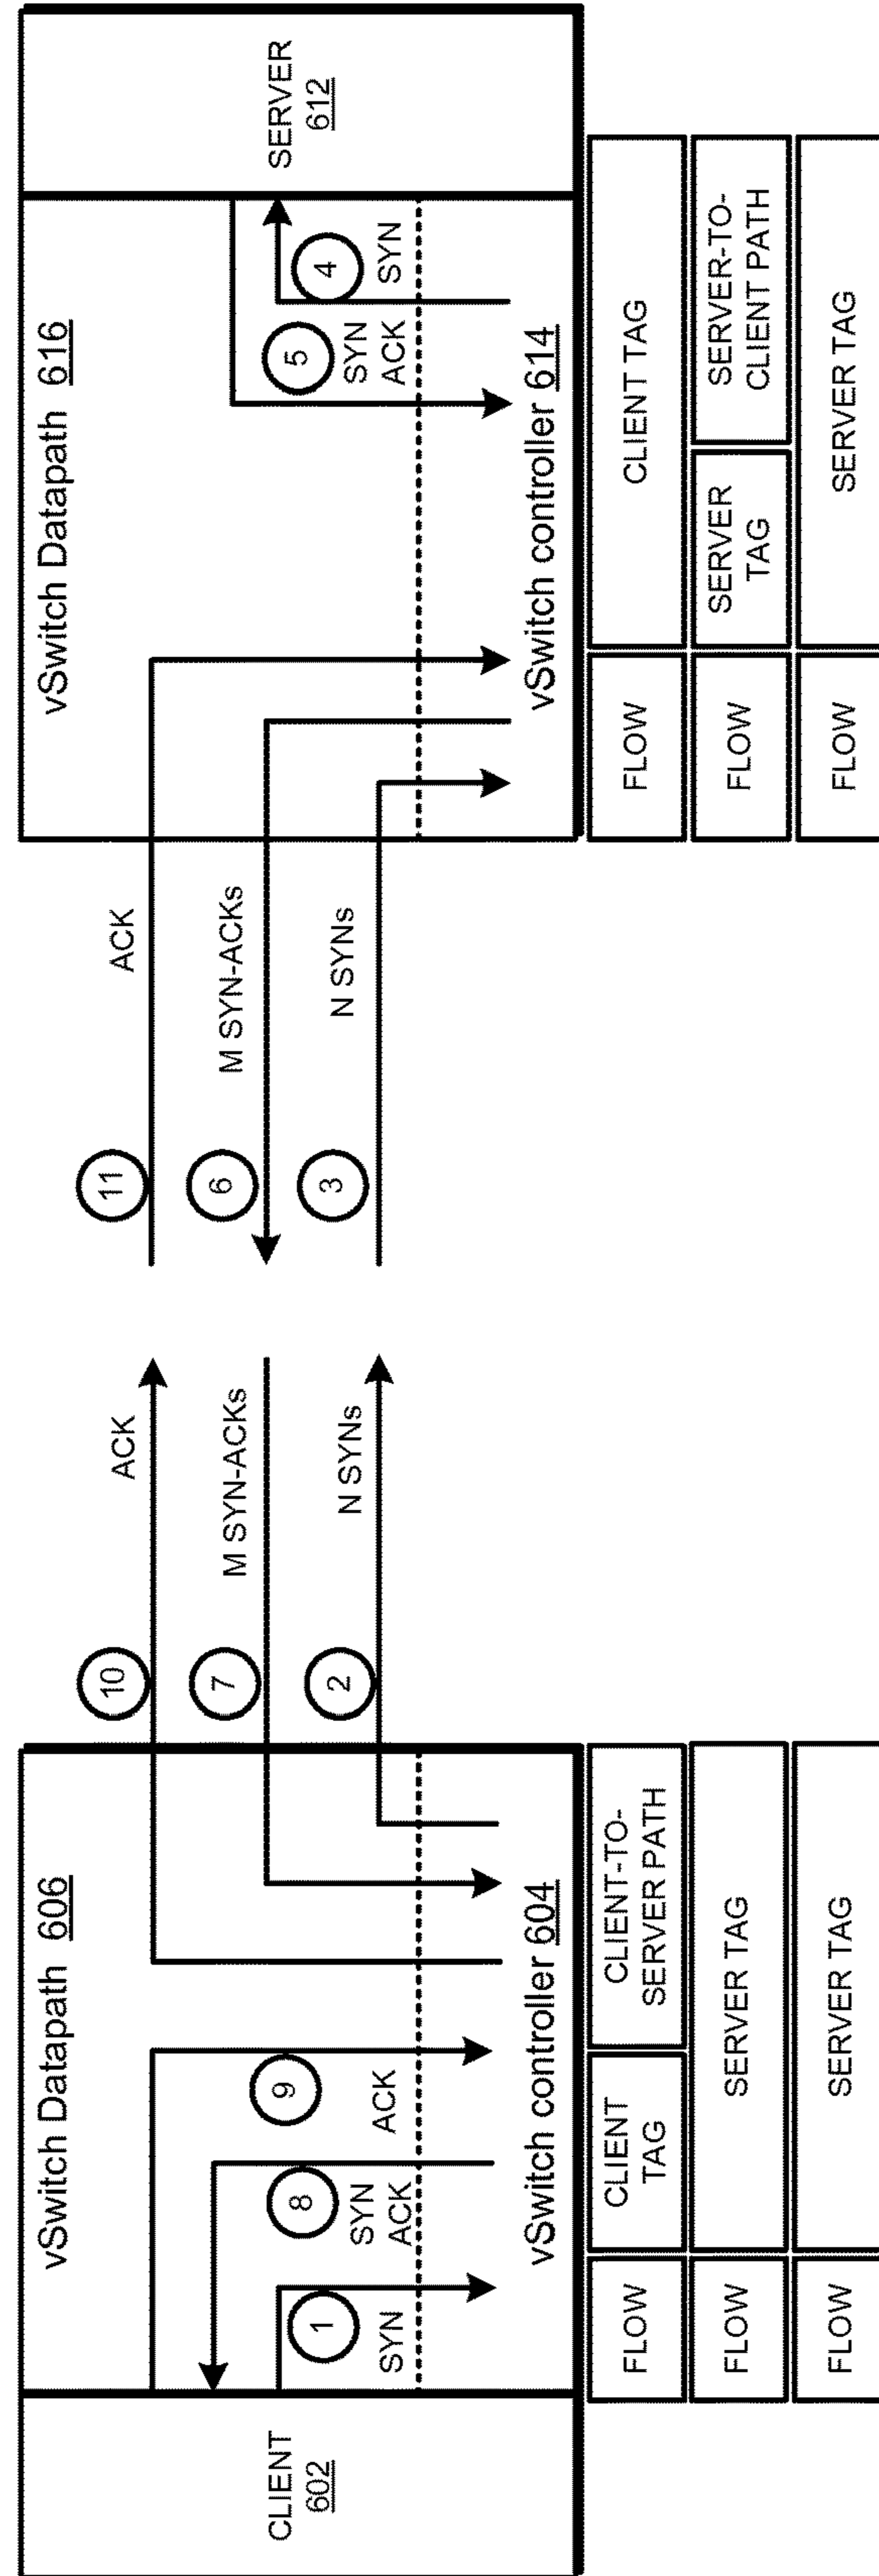 vSwitch Datapath 606
CLIENT
602
1
SYN
8
SYN
ACK
9
ACK
vSwitch controller 604
10
ACK
7
M SYN-ACKs
2
N SYNs
FLOW
CLIENT
TAG
CLIENT-TO-
SERVER PATH
FLOW
SERVER TAG
FLOW
SERVER TAG
11
ACK
6
M SYN-ACKs
3
N SYNs
vSwitch Datapath 616
5
SYN
ACK
4
SYN
vSwitch controller 614
SERVER
612
FLOW
CLIENT TAG
FLOW
SERVER
TAG
SERVER-TO-
CLIENT PATH
FLOW
SERVER TAG